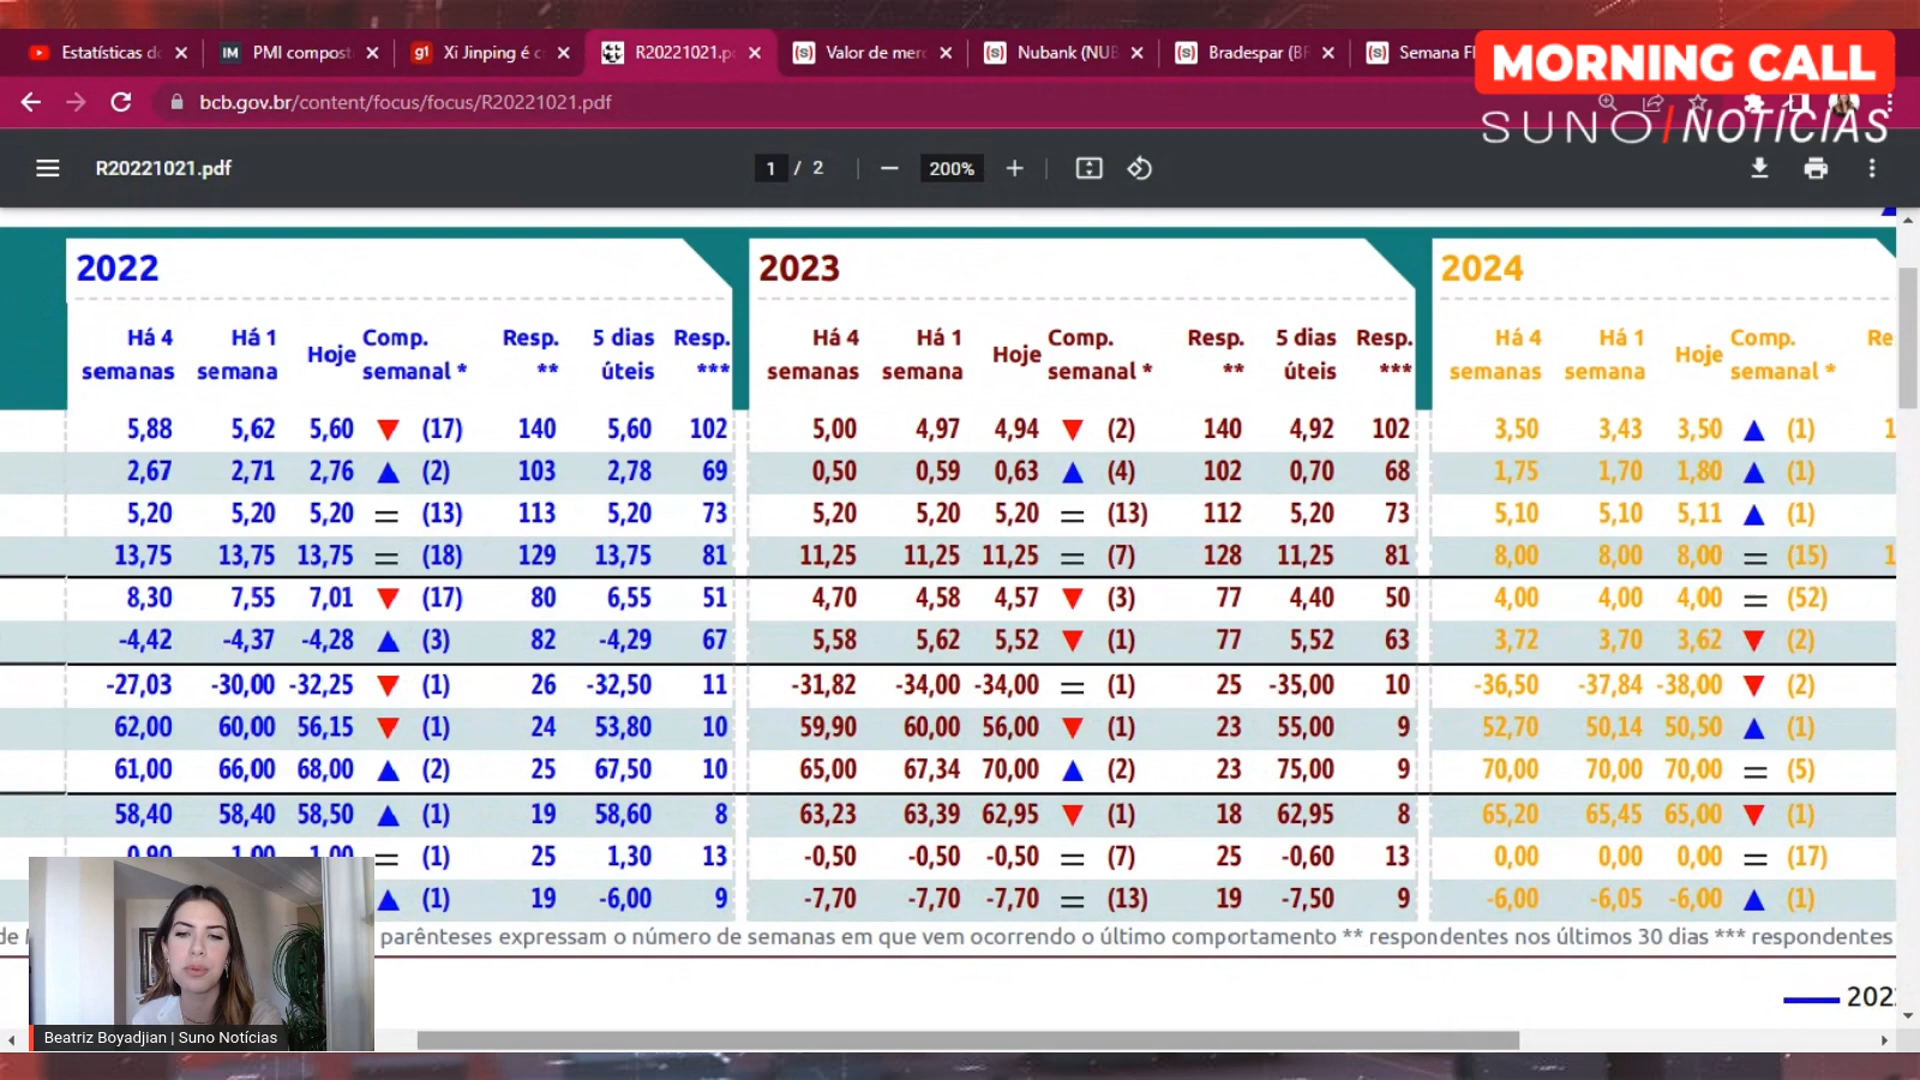 Estatísticas d
PMI compost
Xi Jinping é c
R20221021.p
Valor de mer
Nubank (NUB
Bradespar (B
Semana F
MORNING CALL
SUNO/NOTÍCIAS
bcb.gov.br/content/focus/focus/R20221021.pdf
R20221021.pdf
1 / 2
200%
2022 2023 2024
Há 4 Há 1 Hoje Comp. Resp. 5 dias Resp. Há 4 Há 1 Hoje Comp. Resp. 5 dias Resp. Há 4 Há 1 Hoje Comp. Re
semanas semana semanal * ** úteis *** semanas semana semanal * ** úteis *** semanas semana semanal *
5,88 5,62 5,60 ▼ (17) 140 5,60 102 5,00 4,97 4,94 ▼ (2) 140 4,92 102 3,50 3,43 3,50 ▲ (1) 1
2,67 2,71 2,76 ▲ (2) 103 2,78 69 0,50 0,59 0,63 ▲ (4) 102 0,70 68 1,75 1,70 1,80 ▲ (1)
5,20 5,20 5,20 = (13) 113 5,20 73 5,20 5,20 5,20 = (13) 112 5,20 73 5,10 5,10 5,11 ▲ (1)
13,75 13,75 13,75 = (18) 129 13,75 81 11,25 11,25 11,25 = (7) 128 11,25 81 8,00 8,00 8,00 = (15) 1
8,30 7,55 7,01 ▼ (17) 80 6,55 51 4,70 4,58 4,57 ▼ (3) 77 4,40 50 4,00 4,00 4,00 = (52)
-4,42 -4,37 -4,28 ▲ (3) 82 -4,29 67 5,58 5,62 5,52 ▼ (1) 77 5,52 63 3,72 3,70 3,62 ▼ (2)
-27,03 -30,00 -32,25 ▼ (1) 26 -32,50 11 -31,82 -34,00 -34,00 = (1) 25 -35,00 10 -36,50 -37,84 -38,00 ▼ (2)
62,00 60,00 56,15 ▼ (1) 24 53,80 10 59,90 60,00 56,00 ▼ (1) 23 55,00 9 52,70 50,14 50,50 ▲ (1)
61,00 66,00 68,00 ▲ (2) 25 67,50 10 65,00 67,34 70,00 ▲ (2) 23 75,00 9 70,00 70,00 70,00 = (5)
58,40 58,40 58,50 ▲ (1) 19 58,60 8 63,23 63,39 62,95 ▼ (1) 18 62,95 8 65,20 65,45 65,00 ▼ (1)
0,90 1,00 1,00 = (1) 25 1,30 13 -0,50 -0,50 -0,50 = (7) 25 -0,60 13 0,00 0,00 0,00 = (17)
▲ (1) 19 -6,00 9 -7,70 -7,70 -7,70 = (13) 19 -7,50 9 -6,00 -6,05 -6,00 ▲ (1)
de parênteses expressam o número de semanas em que vem ocorrendo o último comportamento ** respondentes nos últimos 30 dias *** respondentes
202
Beatriz Boyadjian | Suno Notícias